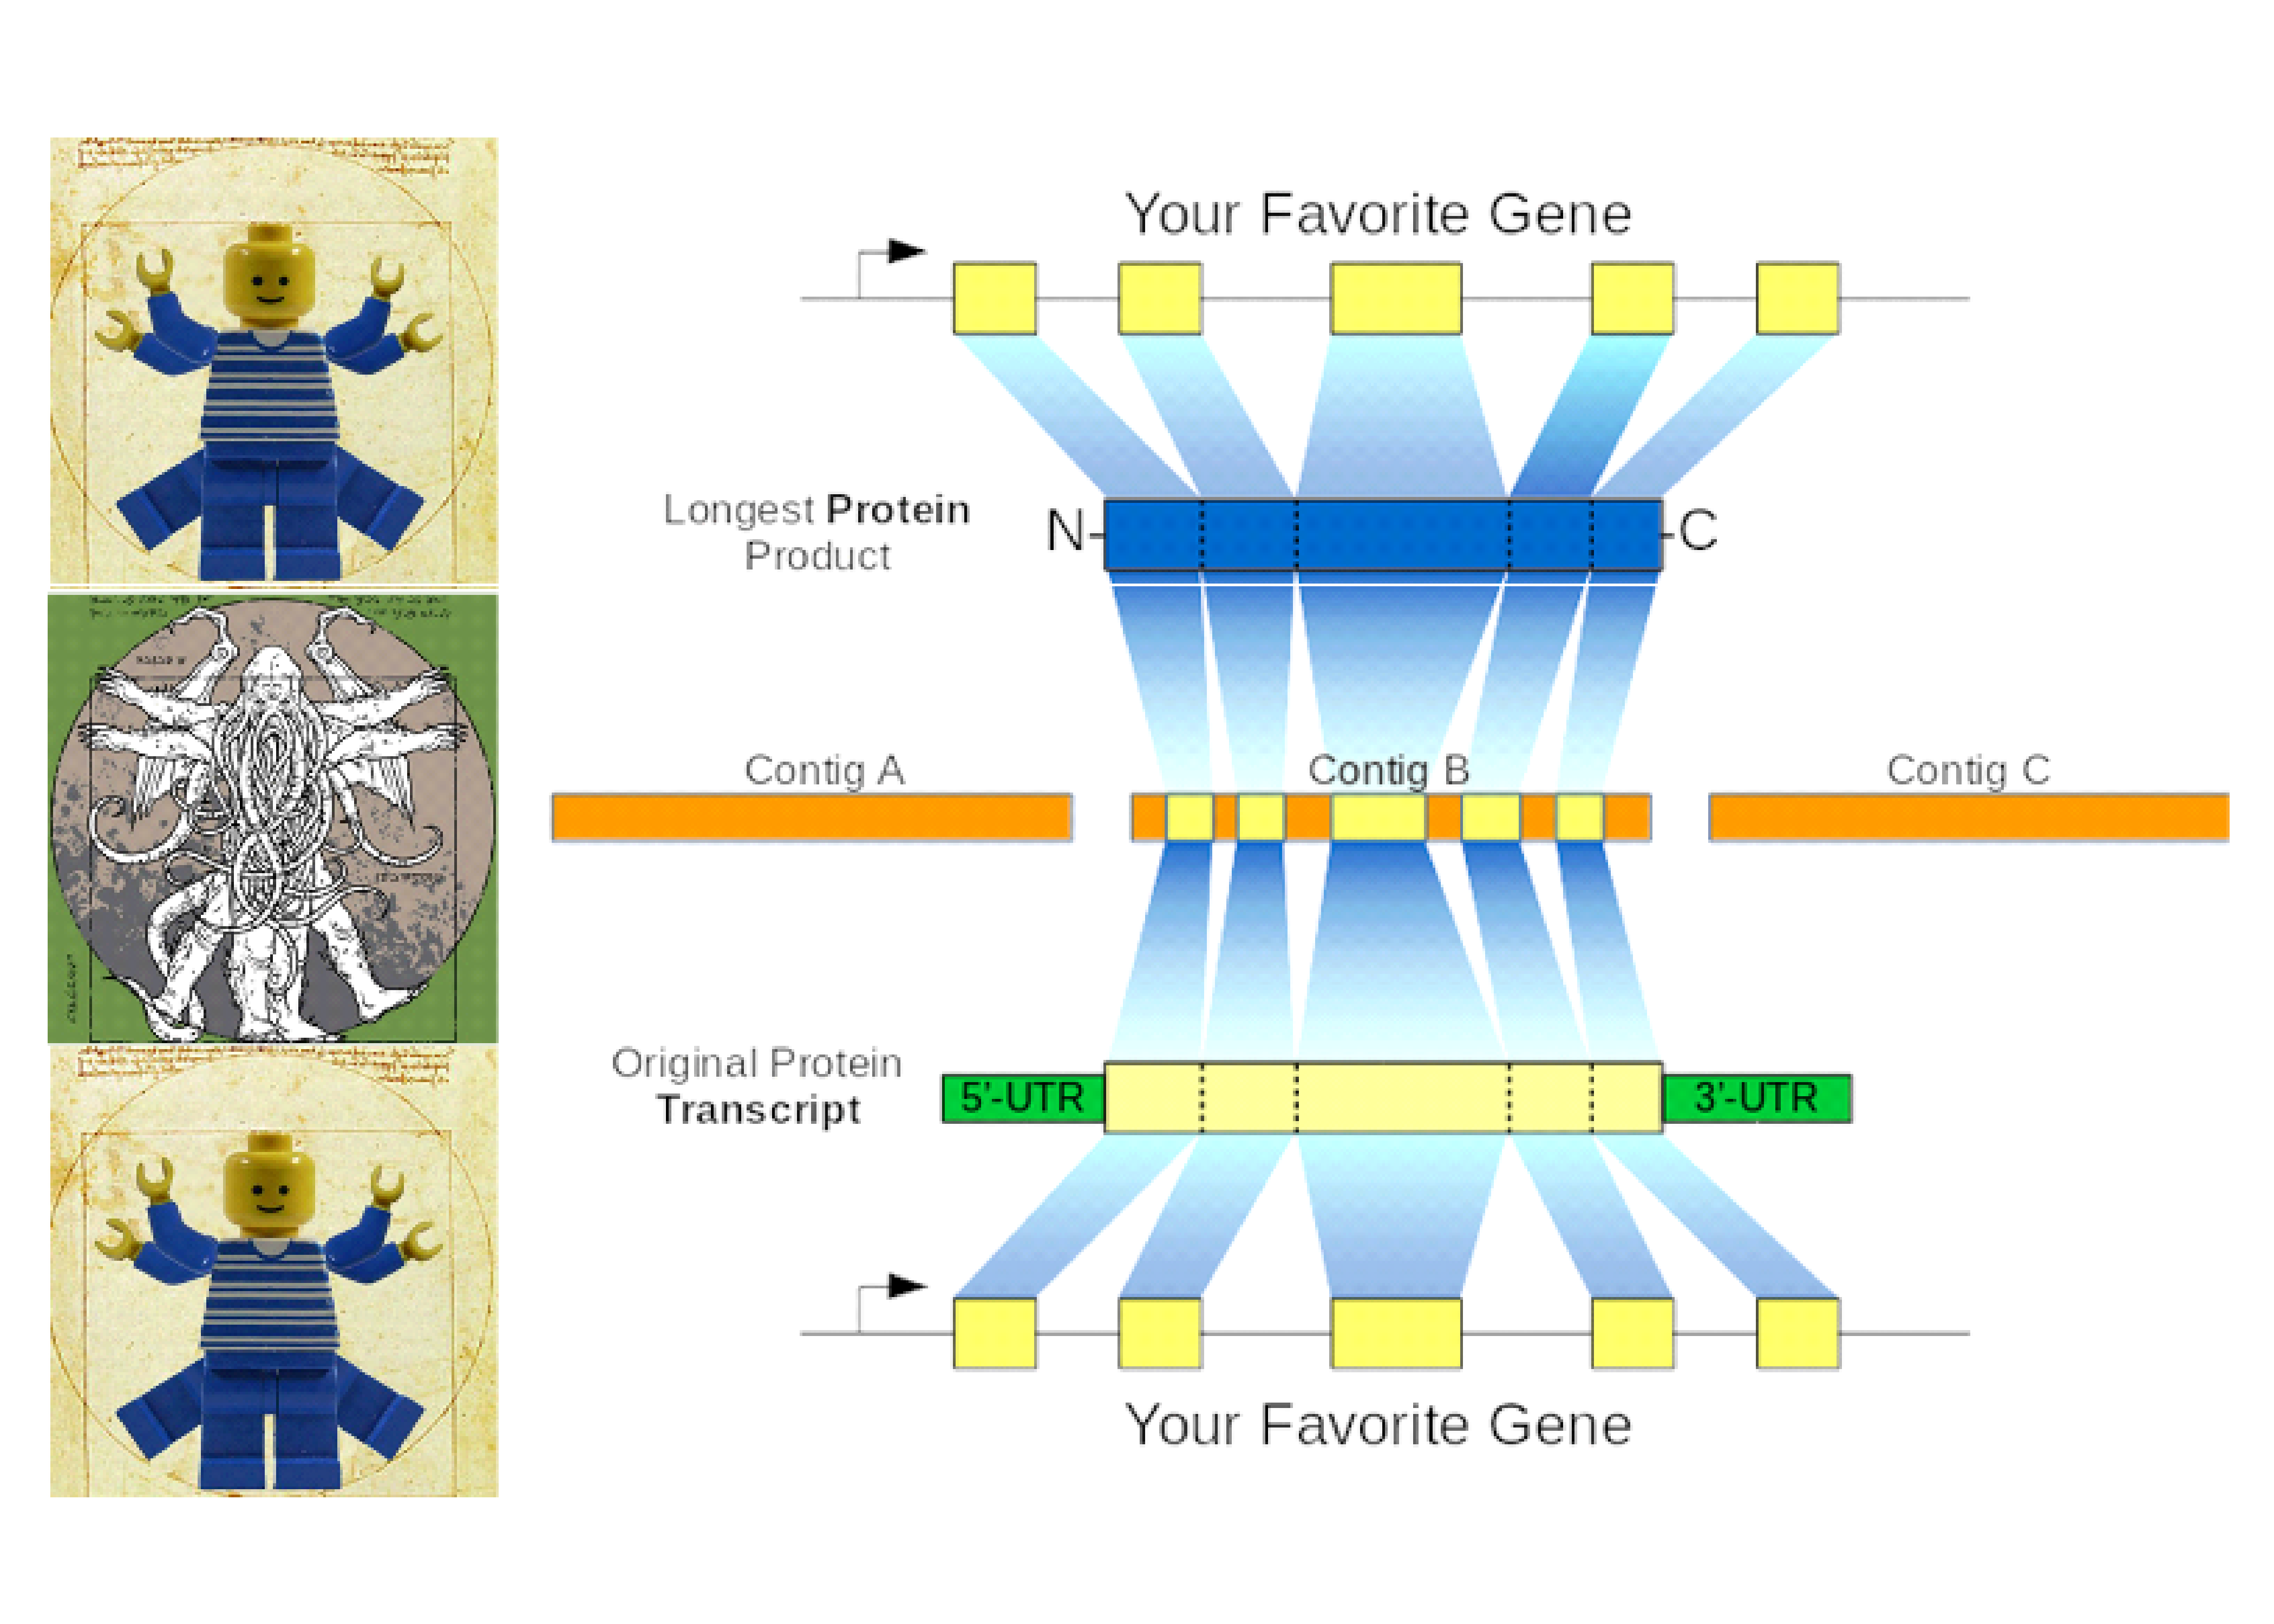 Your Favorite Gene
Longest Protein
Product
N
C
Contig A
Contig B
Contig C
Original Protein
Transcript
5'-UTR
3'-UTR
Your Favorite Gene